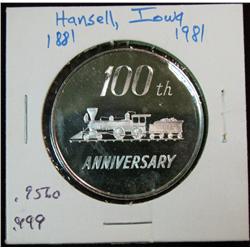 Hansell, Iowa
1881 1981
100th
ANNIVERSARY
.9560
.999